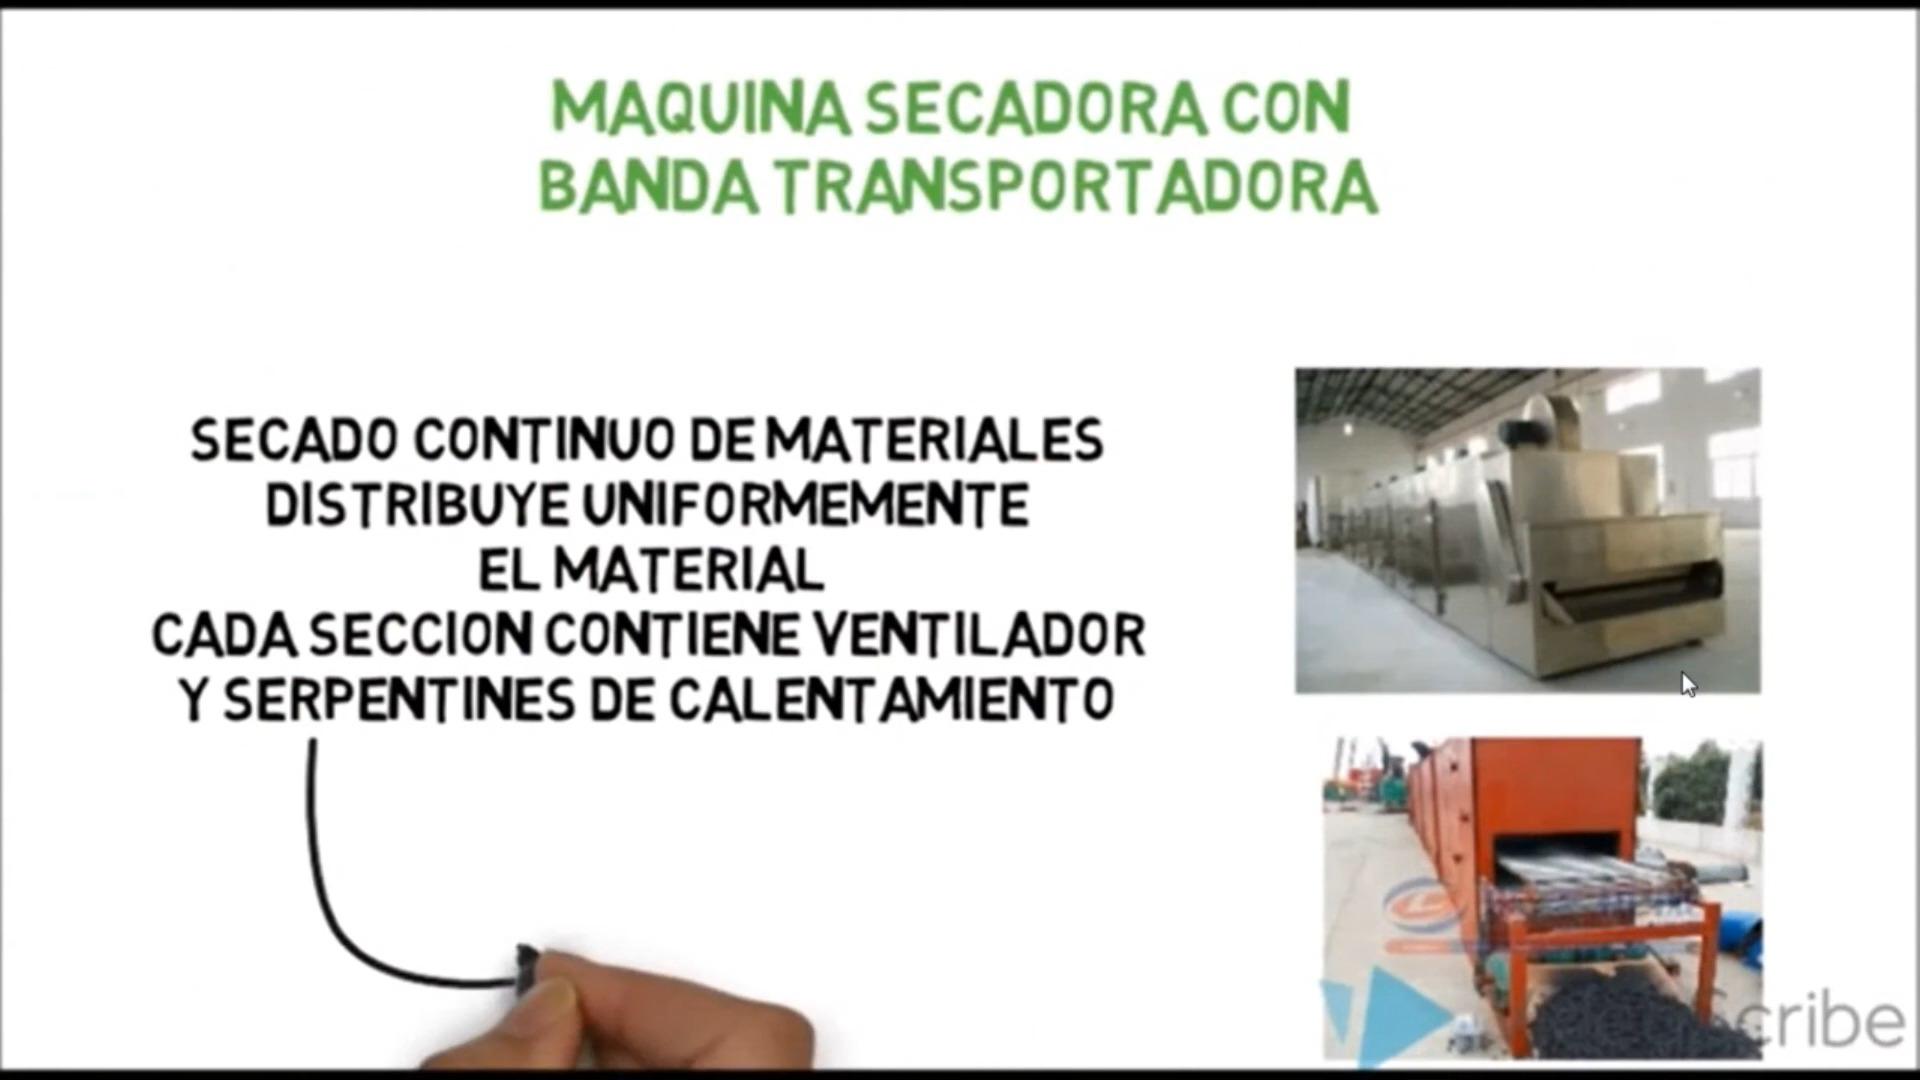 MAQUINA SECADORA CON
BANDA TRANSPORTADORA
SECADO CONTINUO DE MATERIALES
DISTRIBUYE UNIFORMEMENTE
EL MATERIAL
CADA SECCION CONTIENE VENTILADOR
Y SERPENTINES DE CALENTAMIENTO